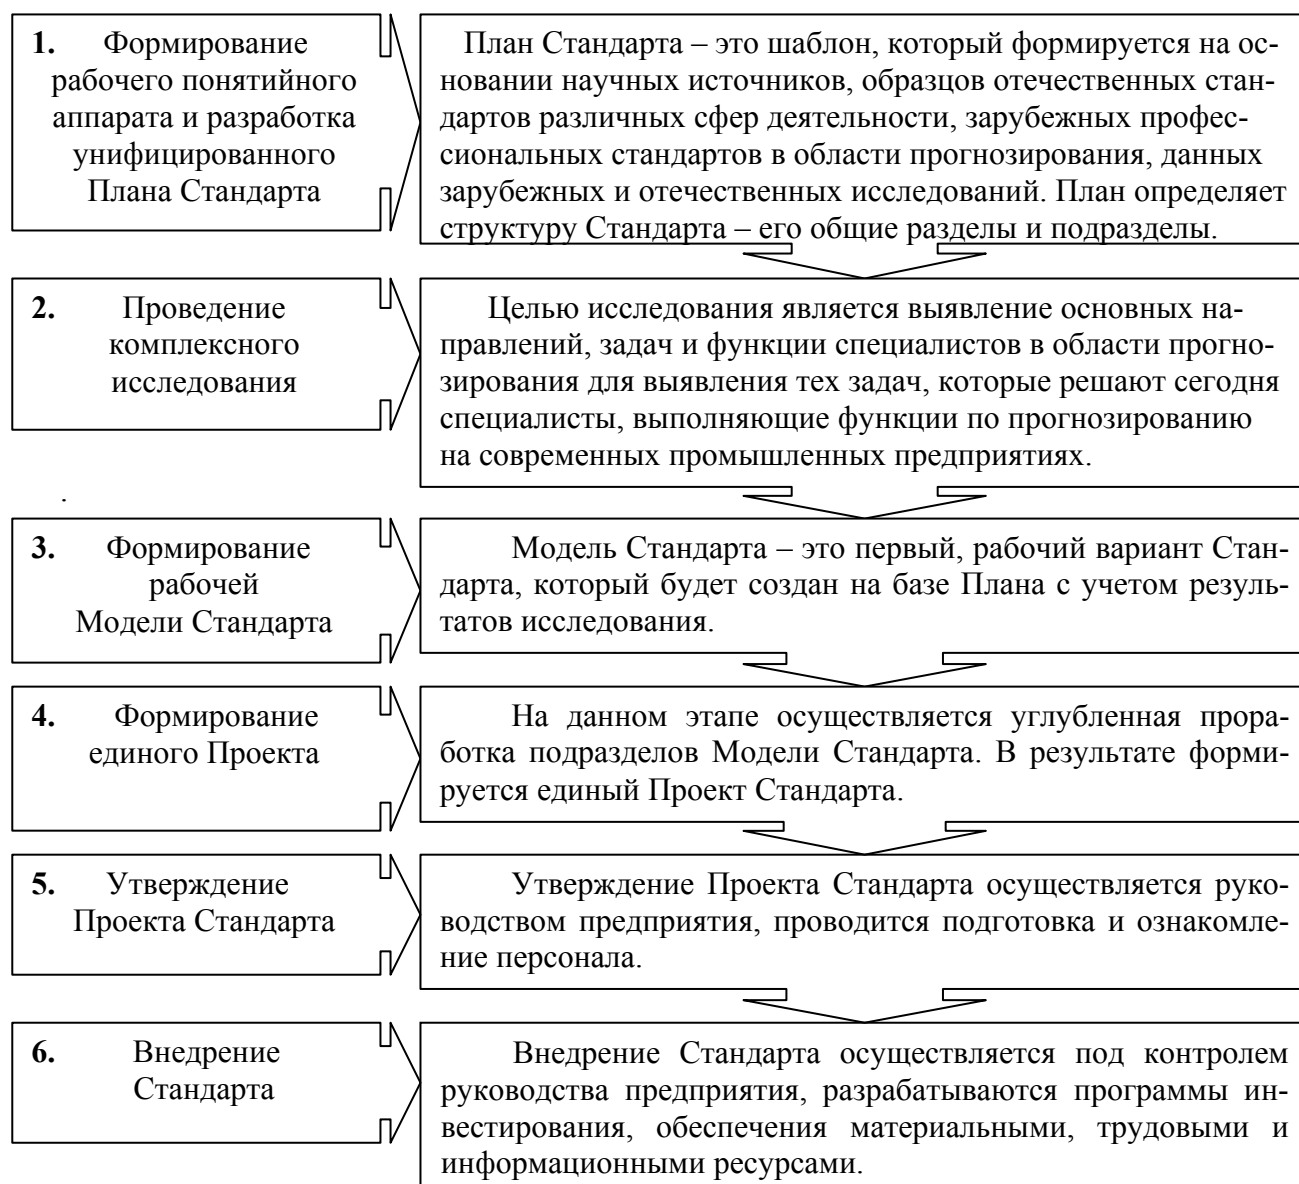 1. Формирование
рабочего понятийного
аппарата и разработка
унифицированного
Плана Стандарта
План Стандарта – это шаблон, который формируется на ос-
новании научных источников, образцов отечественных стан-
дартов различных сфер деятельности, зарубежных профес-
сиональных стандартов в области прогнозирования, данных
зарубежных и отечественных исследований. План определяет
структуру Стандарта – его общие разделы и подразделы.
2. Проведение
комплексного
исследования
.
Целью исследования является выявление основных на-
правлений, задач и функции специалистов в области прогно-
зирования для выявления тех задач, которые решают сегодня
специалисты, выполняющие функции по прогнозированию
на современных промышленных предприятиях.
3. Формирование
рабочей
Модели Стандарта
Модель Стандарта – это первый, рабочий вариант Стан-
дарта, который будет создан на базе Плана с учетом резуль-
татов исследования.
4. Формирование
единого Проекта
На данном этапе осуществляется углубленная прора-
ботка подразделов Модели Стандарта. В результате форми-
руется единый Проект Стандарта.
5. Утверждение
Проекта Стандарта
Утверждение Проекта Стандарта осуществляется руко-
водством предприятия, проводится подготовка и ознакомле-
ние персонала.
6. Внедрение
Стандарта
Внедрение Стандарта осуществляется под контролем
руководства предприятия, разрабатываются программы ин-
вестирования, обеспечения материальными, трудовыми и
информационными ресурсами.